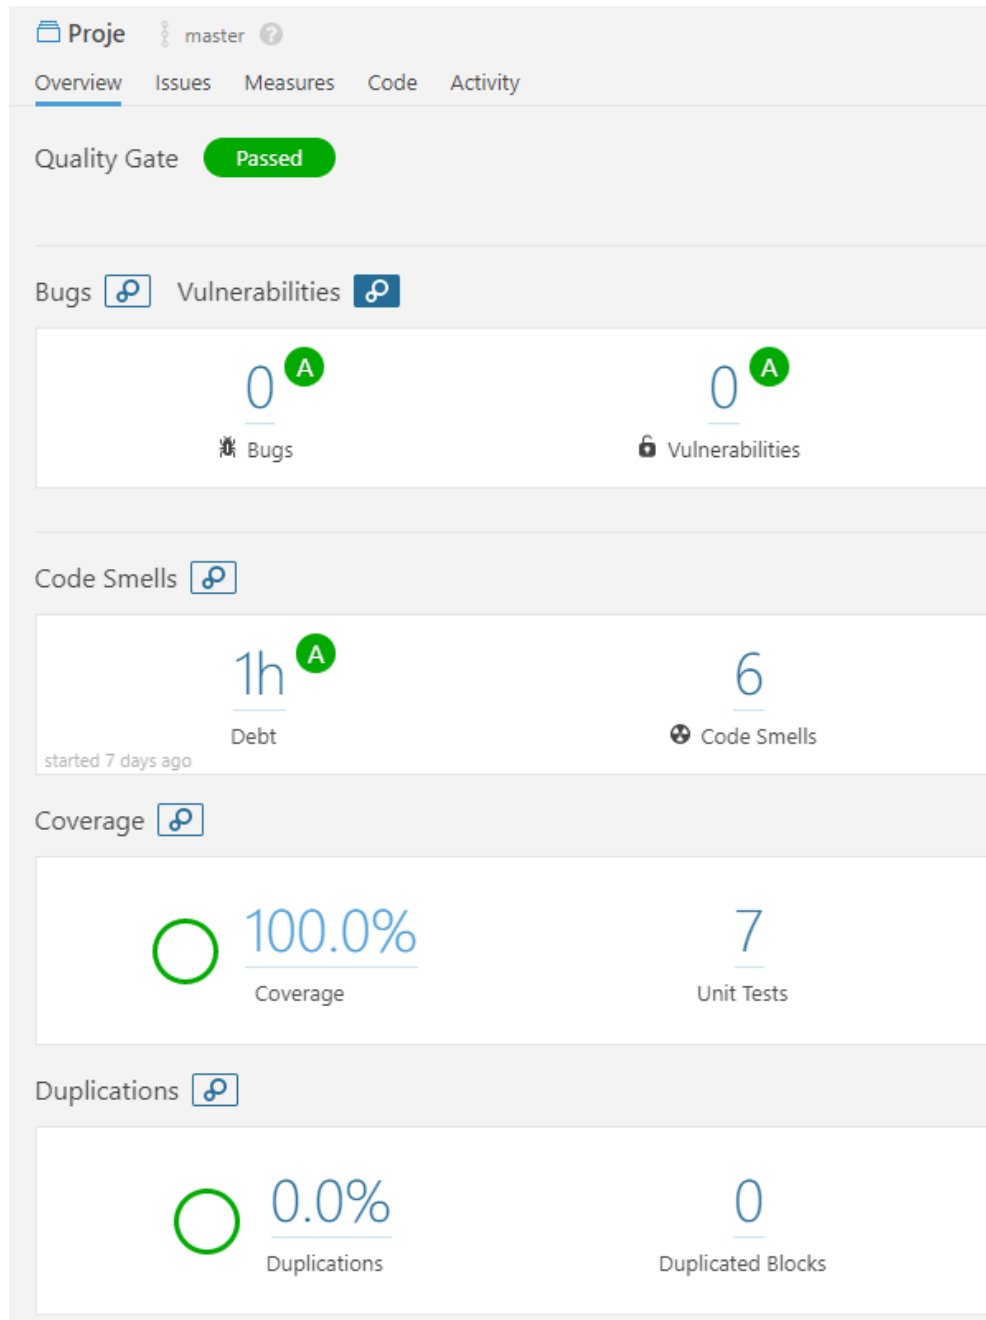 Proje master ?
Overview Issues Measures Code Activity
Quality Gate Passed
Bugs Vulnerabilities
0 A 0 A
Bugs Vulnerabilities
Code Smells
1h A 6
Debt Code Smells
started 7 days ago
Coverage
100.0% 7
Coverage Unit Tests
Duplications
0.0% 0
Duplications Duplicated Blocks